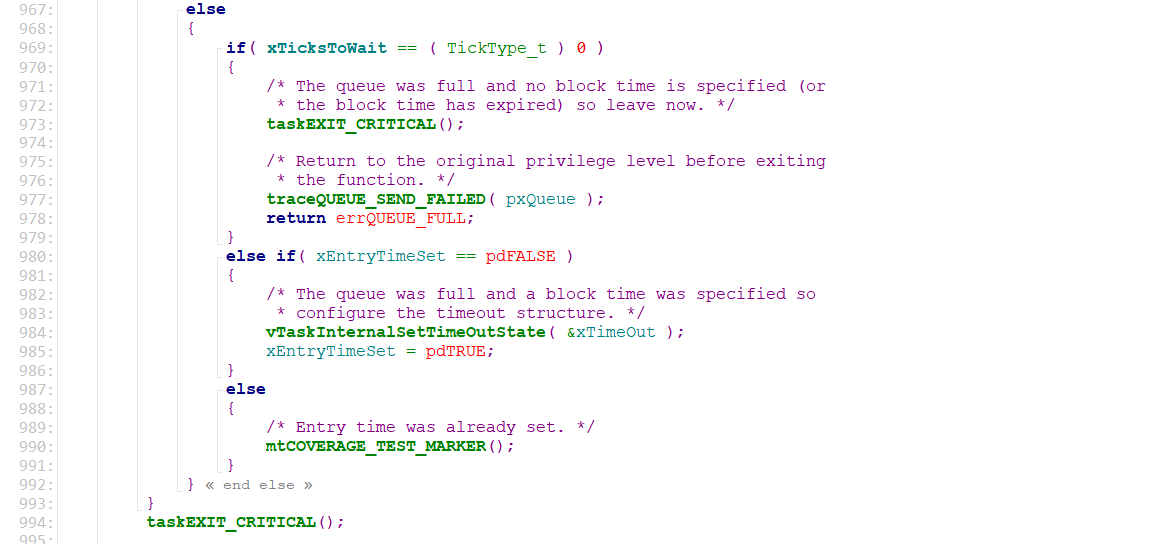 967: else
968: {
969: if( xTicksToWait == ( TickType_t ) 0 )
970: {
971: /* The queue was full and no block time is specified (or
972: * the block time has expired) so leave now. */
973: taskEXIT_CRITICAL();
974:
975: /* Return to the original privilege level before exiting
976: * the function. */
977: traceQUEUE_SEND_FAILED( pxQueue );
978: return errQUEUE_FULL;
979: }
980: else if( xEntryTimeSet == pdFALSE )
981: {
982: /* The queue was full and a block time was specified so
983: * configure the timeout structure. */
984: vTaskInternalSetTimeOutState( &xTimeOut );
985: xEntryTimeSet = pdTRUE;
986: }
987: else
988: {
989: /* Entry time was already set. */
990: mtCOVERAGE_TEST_MARKER();
991: }
992: } « end else »
993: }
994: taskEXIT_CRITICAL();
995: